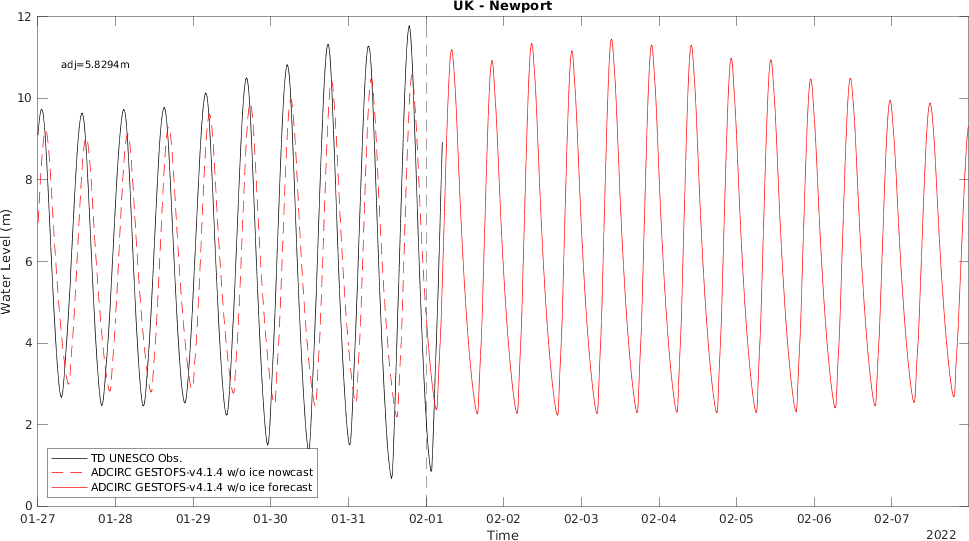 UK - Newport
12
10
8
6
4
2
0
Water Level (m)
adj=5.8294m
TD UNESCO Obs.
ADCIRC GESTOFS-v4.1.4 w/o ice nowcast
ADCIRC GESTOFS-v4.1.4 w/o ice forecast
01-27 01-28 01-29 01-30 01-31 02-01 02-02 02-03 02-04 02-05 02-06 02-07
Time
2022